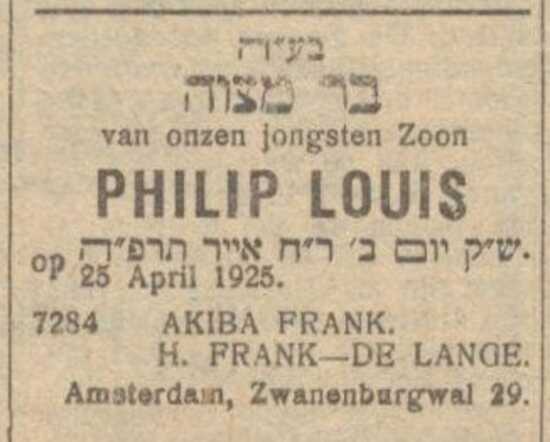 בעז״ה
בר מצוה
van onzen jongsten Zoon
PHILIP LOUIS
op ש״ק יום ב׳ ר״ח אייר תרפ״ה.
25 April 1925.
7284 AKIBA FRANK.
H. FRANK—DE LANGE.
Amsterdam, Zwanenburgwal 29.